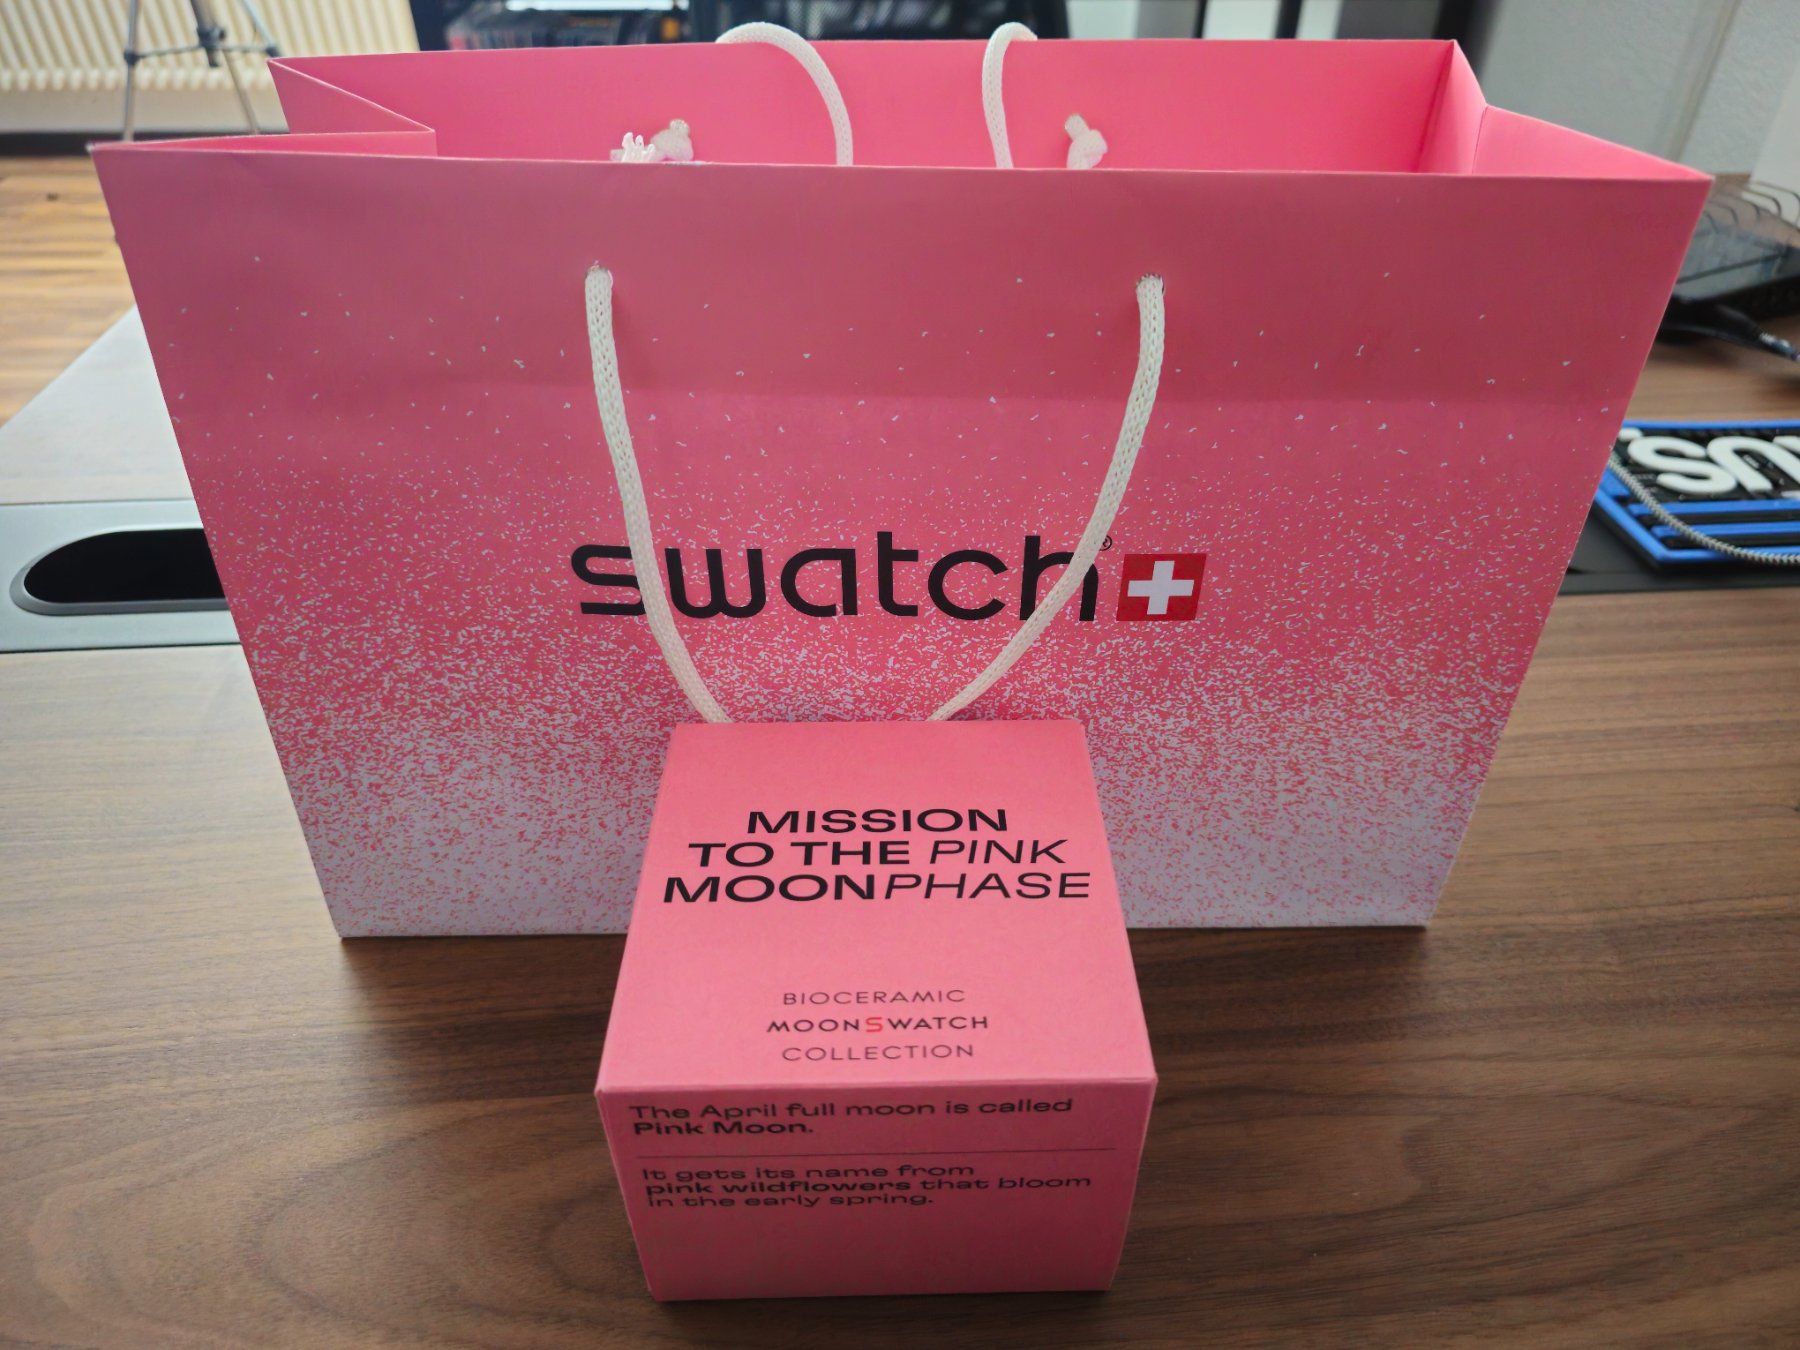 swatch®
MISSION
TO THE PINK
MOONPHASE
BIOCERAMIC
MOONSWATCH
COLLECTION
The April full moon is called
Pink Moon.
It gets its name from
pink wildflowers that bloom
in the early spring.